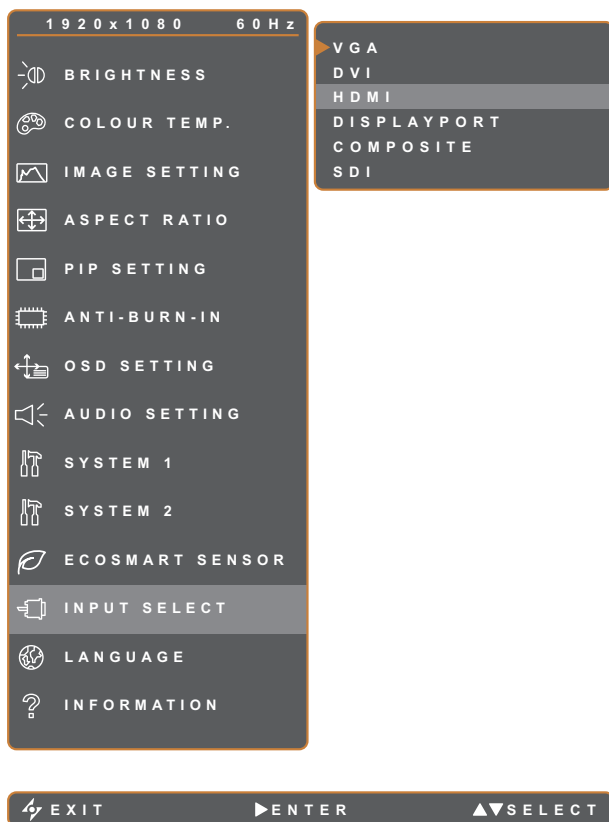 1920x1080 60Hz
BRIGHTNESS
COLOUR TEMP.
IMAGE SETTING
ASPECT RATIO
PIP SETTING
ANTI-BURN-IN
OSD SETTING
AUDIO SETTING
SYSTEM 1
SYSTEM 2
ECOSMART SENSOR
INPUT SELECT
LANGUAGE
INFORMATION
VGA
DVI
HDMI
DISPLAYPORT
COMPOSITE
SDI
EXIT ENTER SELECT